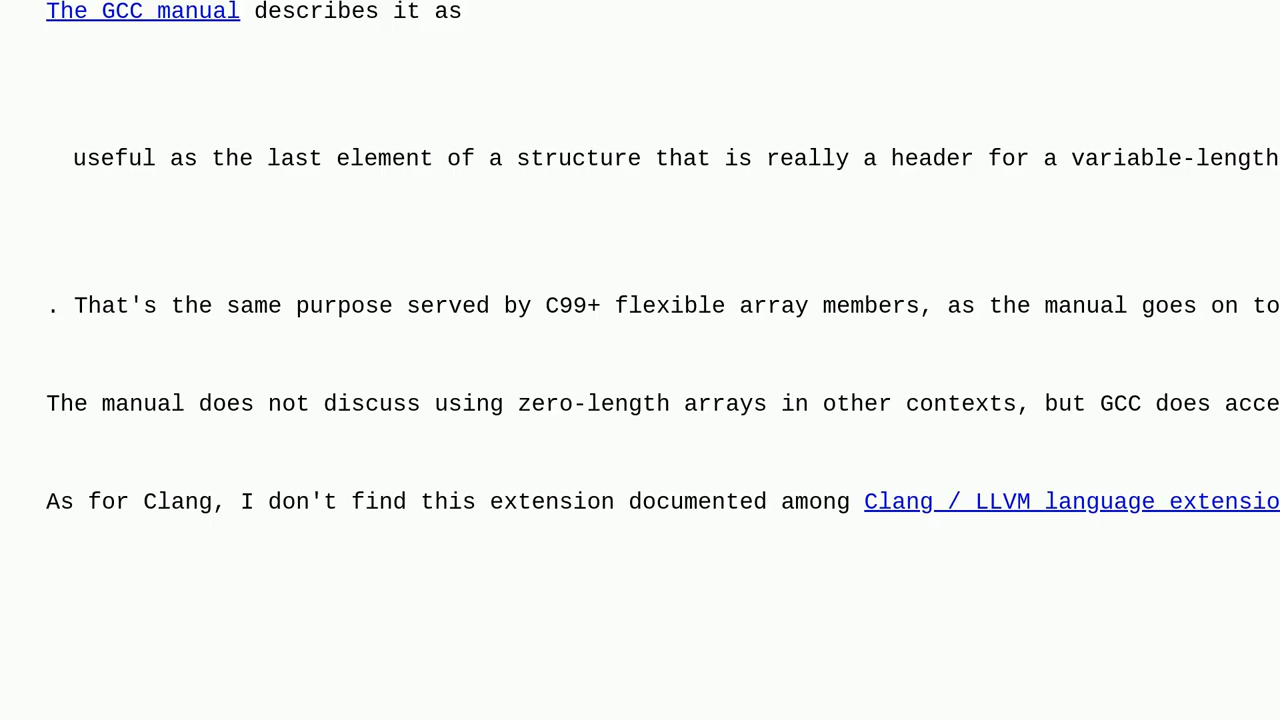 The GCC manual describes it as
useful as the last element of a structure that is really a header for a variable-length
. That's the same purpose served by C99+ flexible array members, as the manual goes on to
The manual does not discuss using zero-length arrays in other contexts, but GCC does acce
As for Clang, I don't find this extension documented among Clang / LLVM language extensio